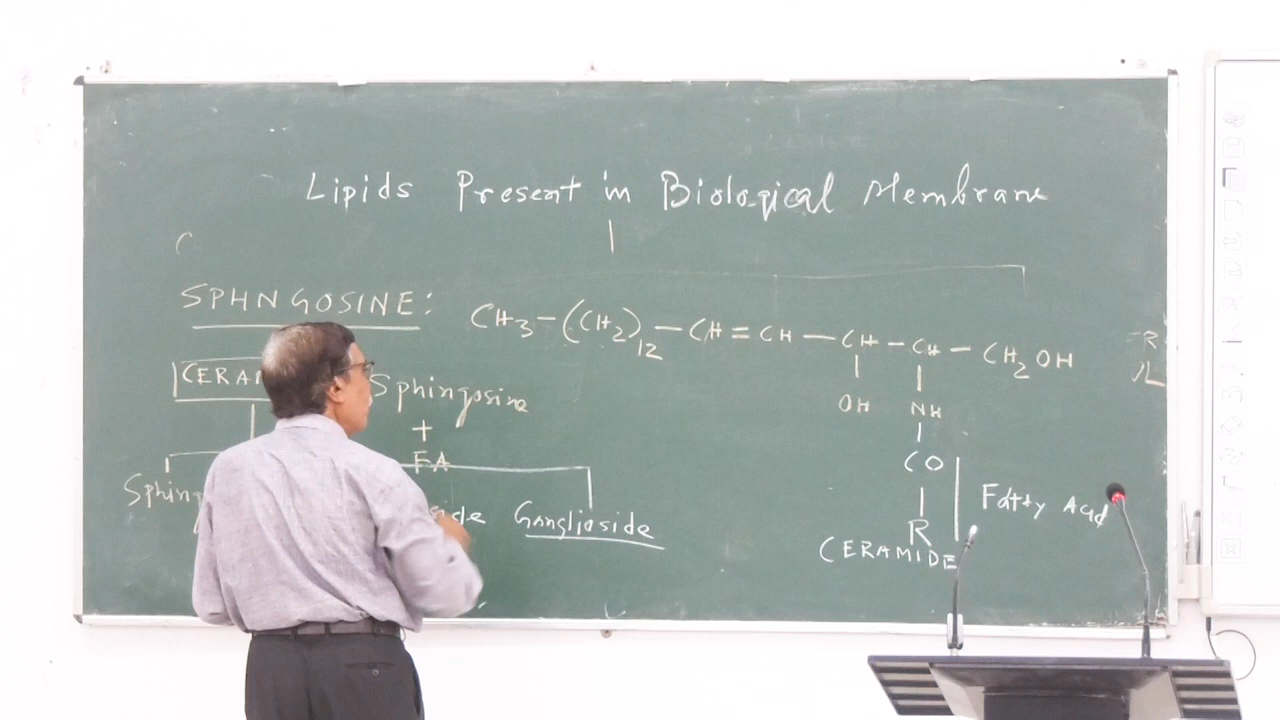 Lipids Present in Biological Membrane
SPHNGOSINE: CH3-(CH2)12-CH=CH-CH-CH-CH2OH
OH NH
CO
R
CERAMIDE
Fatty Acid
Sphingosine
+
FA
Ganglioside